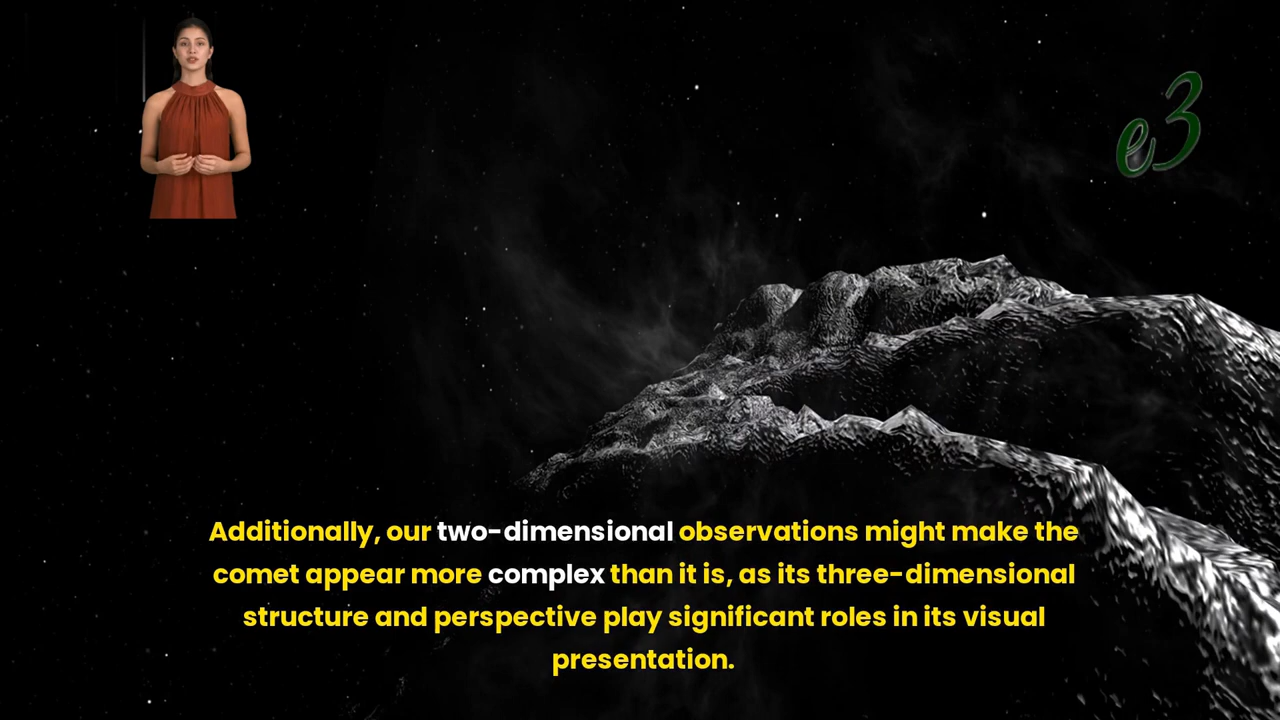 e3
Additionally, our two-dimensional observations might make the
comet appear more complex than it is, as its three-dimensional
structure and perspective play significant roles in its visual
presentation.